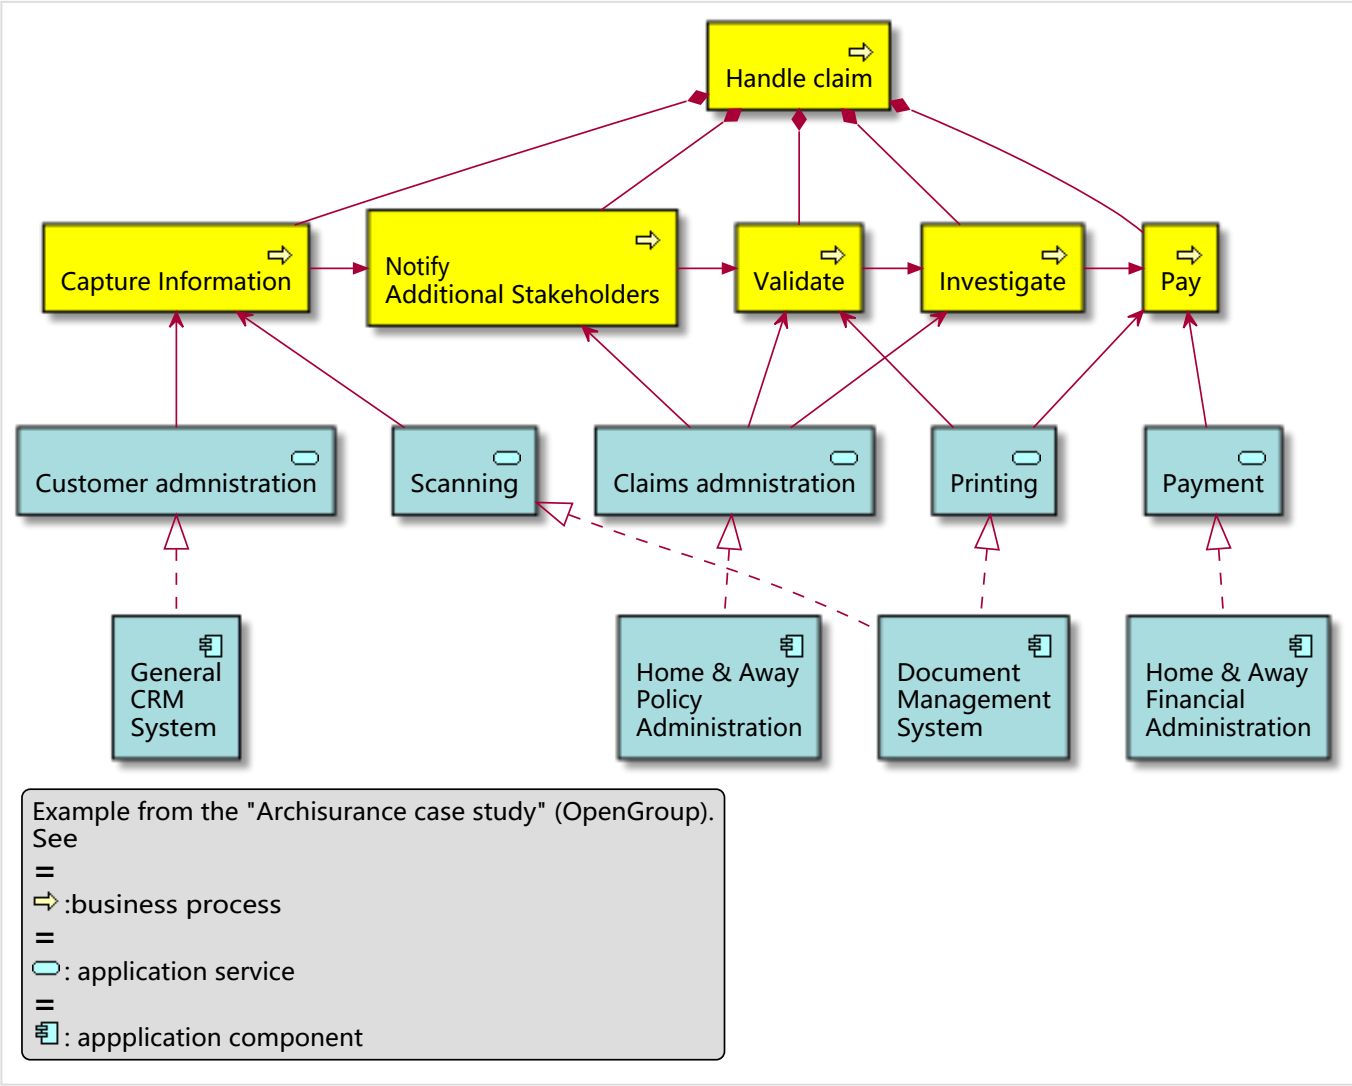 Handle claim
Capture Information
Notify
Additional Stakeholders
Validate
Investigate
Pay
Customer admnistration
Scanning
Claims admnistration
Printing
Payment
General
CRM
System
Home & Away
Policy
Administration
Document
Management
System
Home & Away
Financial
Administration
Example from the "Archisurance case study" (OpenGroup).
See
=
:business process
=
: application service
=
: appplication component